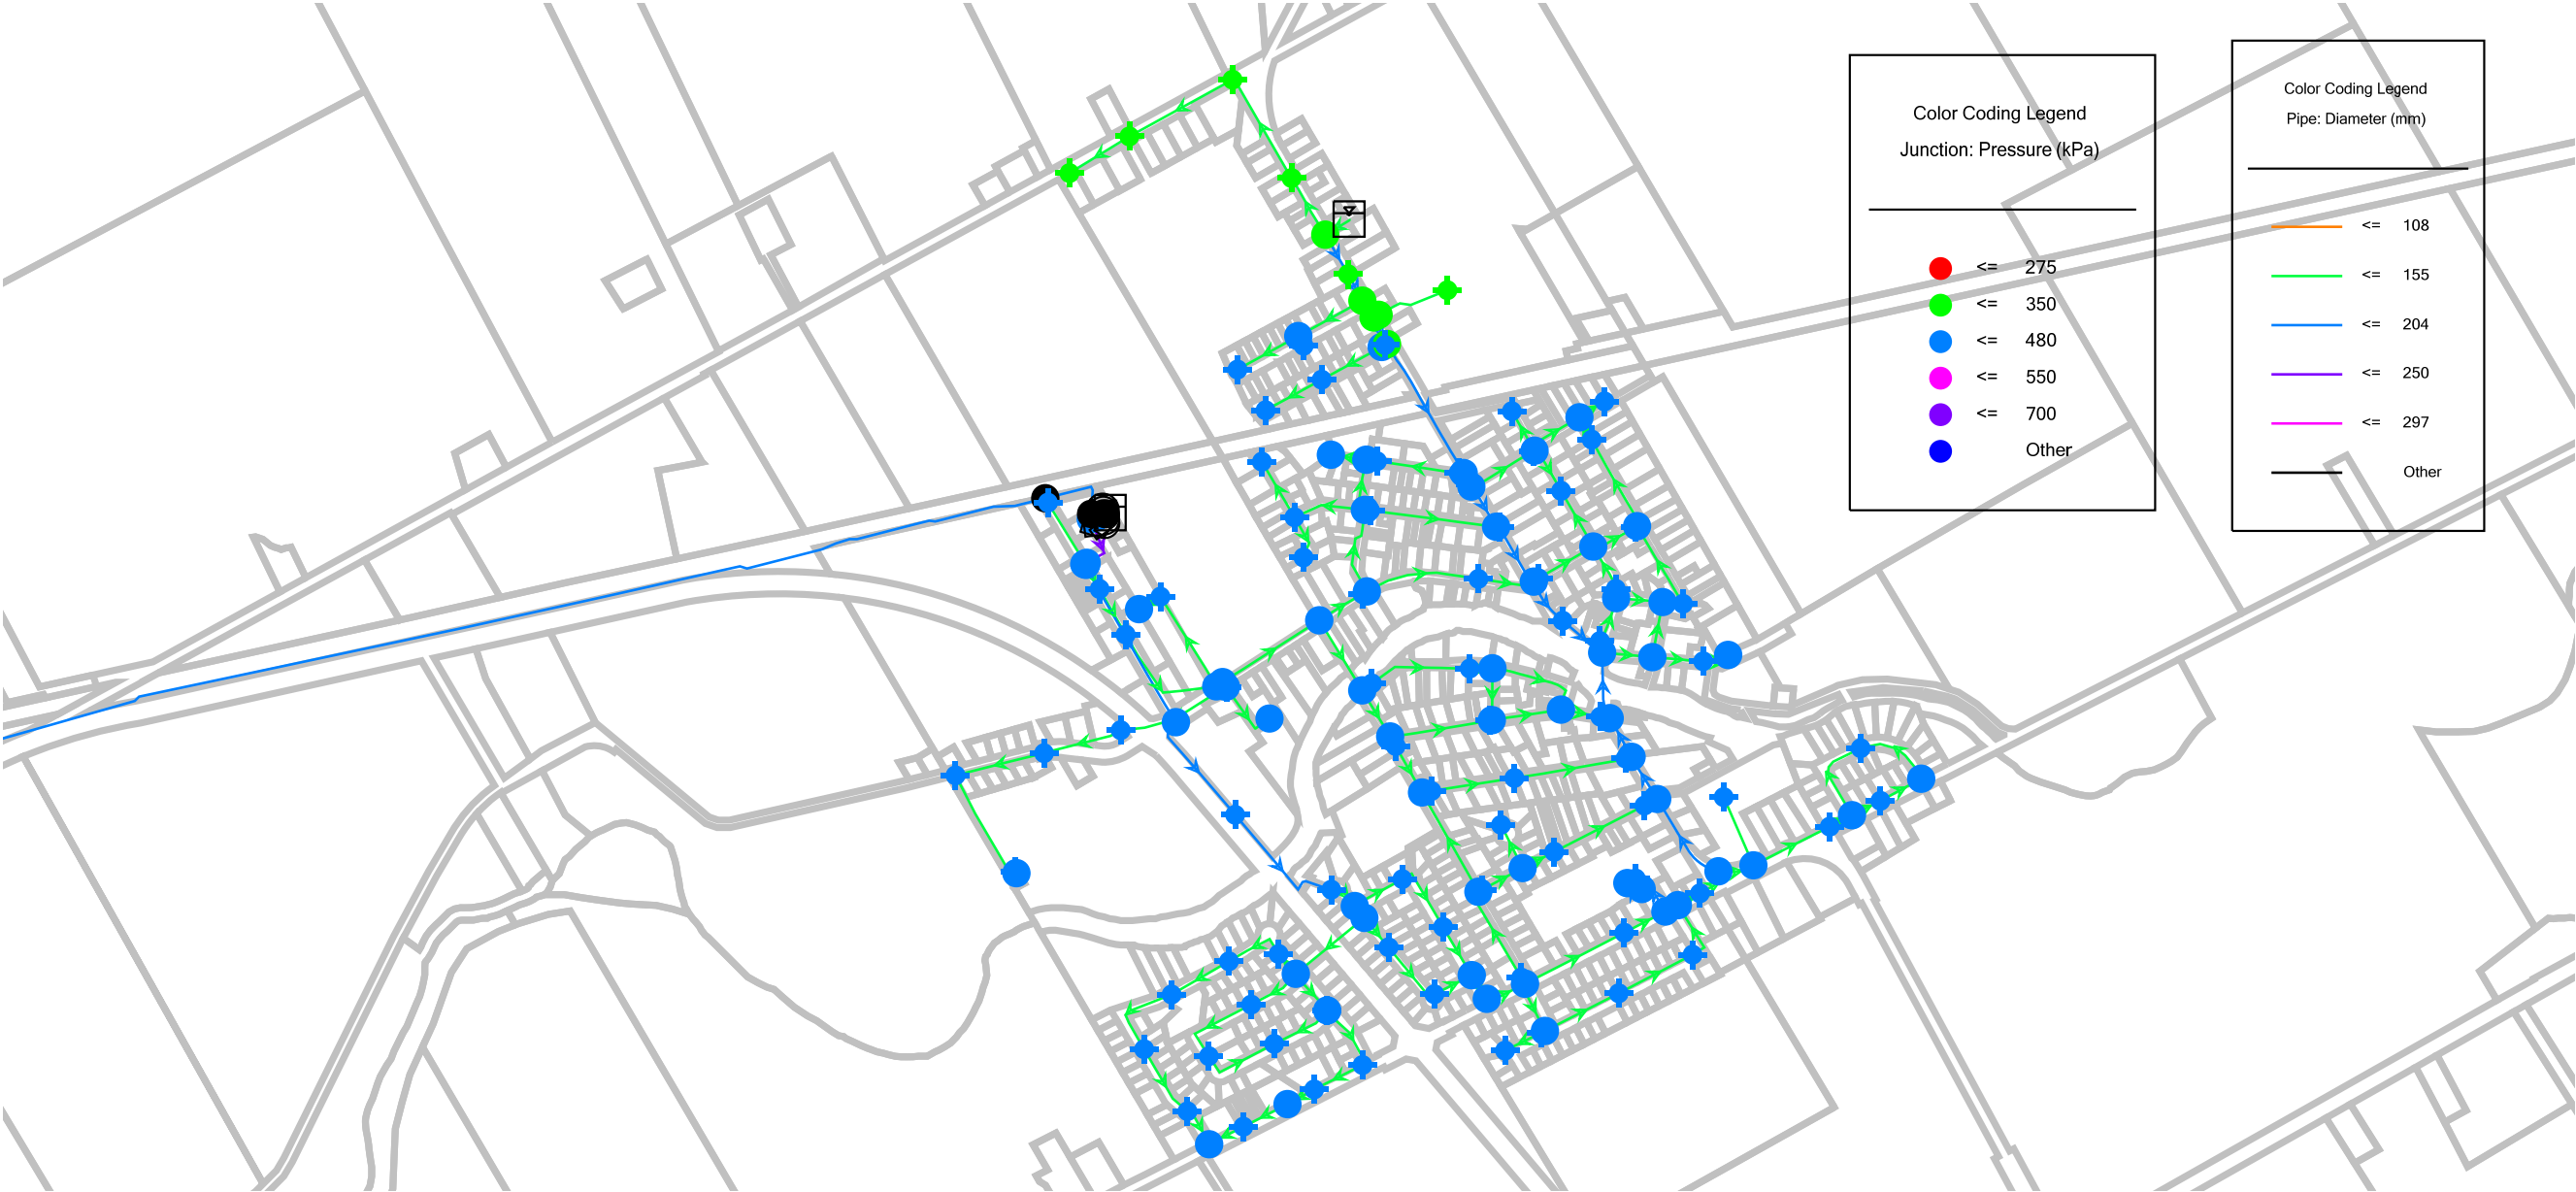 Color Coding Legend
Junction: Pressure (kPa)
<= 275
<= 350
<= 480
<= 550
<= 700
Other
Color Coding Legend
Pipe: Diameter (mm)
<= 108
<= 155
<= 204
<= 250
<= 297
Other